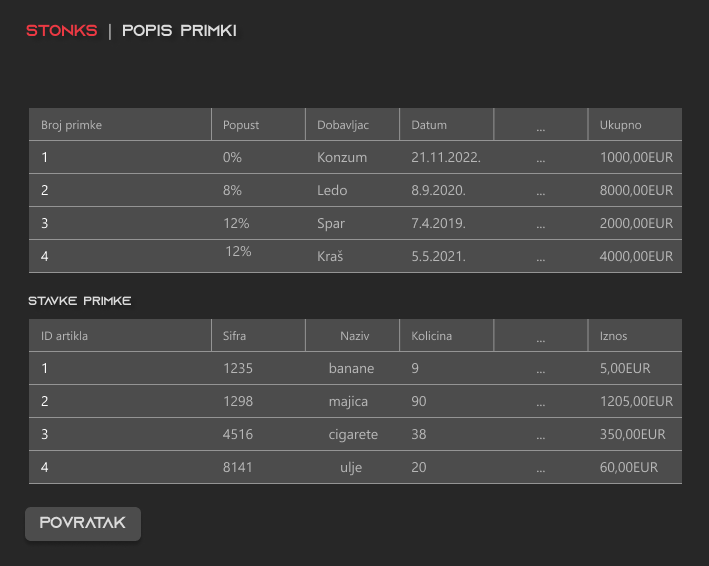 STONKS | POPIS PRIMKI
Broj primke Popust Dobavljac Datum ... Ukupno
1 0% Konzum 21.11.2022. ... 1000,00EUR
2 8% Ledo 8.9.2020. ... 8000,00EUR
3 12% Spar 7.4.2019. ... 2000,00EUR
4 12% Kraš 5.5.2021. ... 4000,00EUR
STAVKE PRIMKE
ID artikla Sifra Naziv Kolicina ... Iznos
1 1235 banane 9 ... 5,00EUR
2 1298 majica 90 ... 1205,00EUR
3 4516 cigarete 38 ... 350,00EUR
4 8141 ulje 20 ... 60,00EUR
POVRATAK